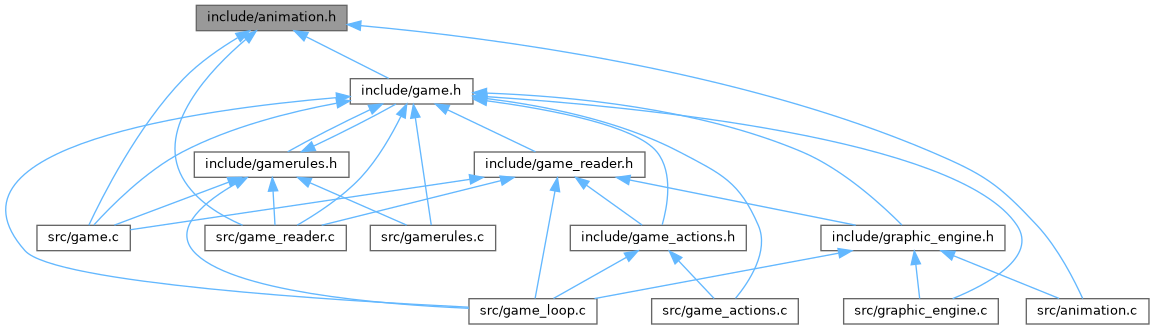 include/animation.h
include/game.h
include/gamerules.h
include/game_reader.h
src/game.c
src/game_reader.c
src/gamerules.c
include/game_actions.h
include/graphic_engine.h
src/game_loop.c
src/game_actions.c
src/graphic_engine.c
src/animation.c